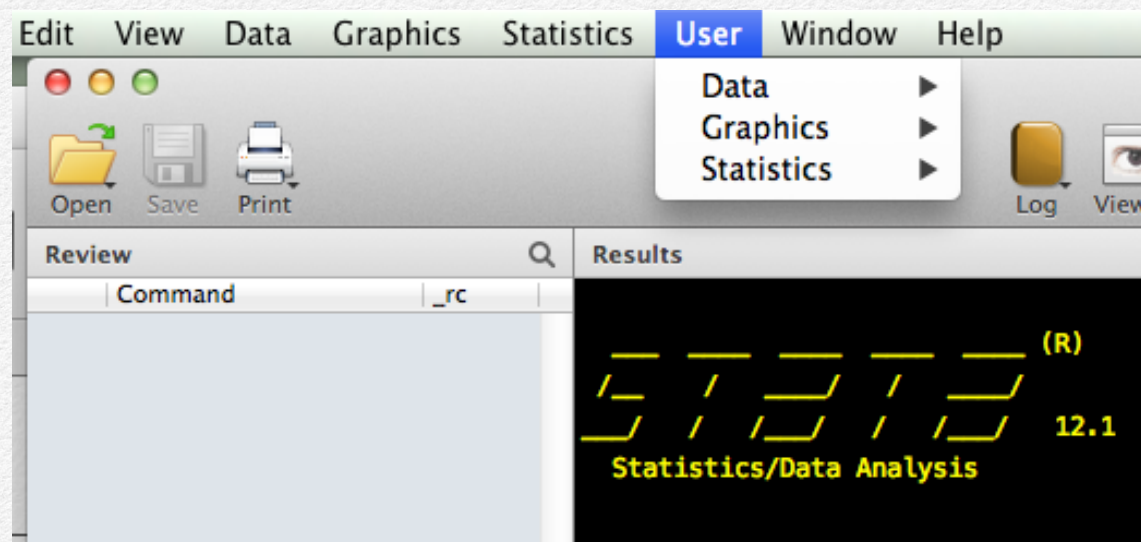 Edit View Data Graphics Statistics User Window Help
Data
Graphics
Statistics
Open Save Print Log View
Review Results
Command _rc
(R)
STATA
12.1
Statistics/Data Analysis